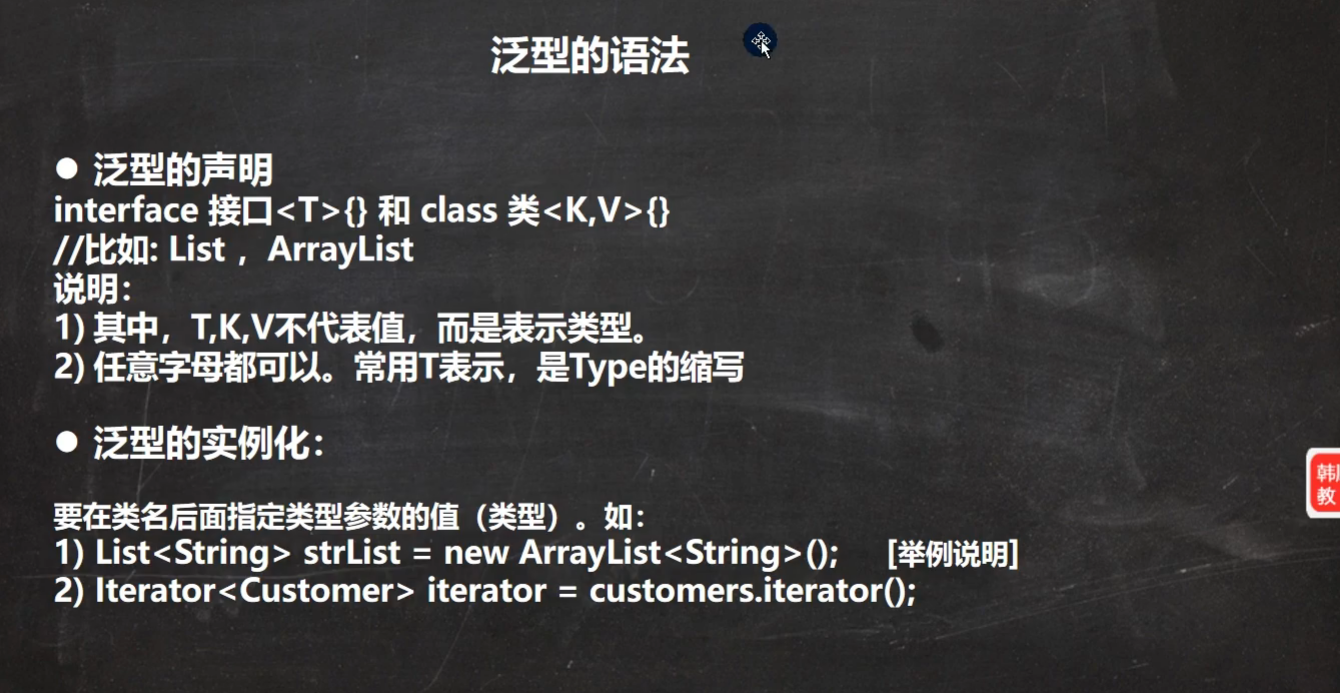 泛型的语法
● 泛型的声明
interface 接口<T>{} 和 class 类<K,V>{}
//比如: List ，ArrayList
说明：
1) 其中，T,K,V不代表值，而是表示类型。
2) 任意字母都可以。常用T表示，是Type的缩写
● 泛型的实例化：
要在类名后面指定类型参数的值（类型）。如：
1) List<String> strList = new ArrayList<String>(); [举例说明]
2) Iterator<Customer> iterator = customers.iterator();
韩
教